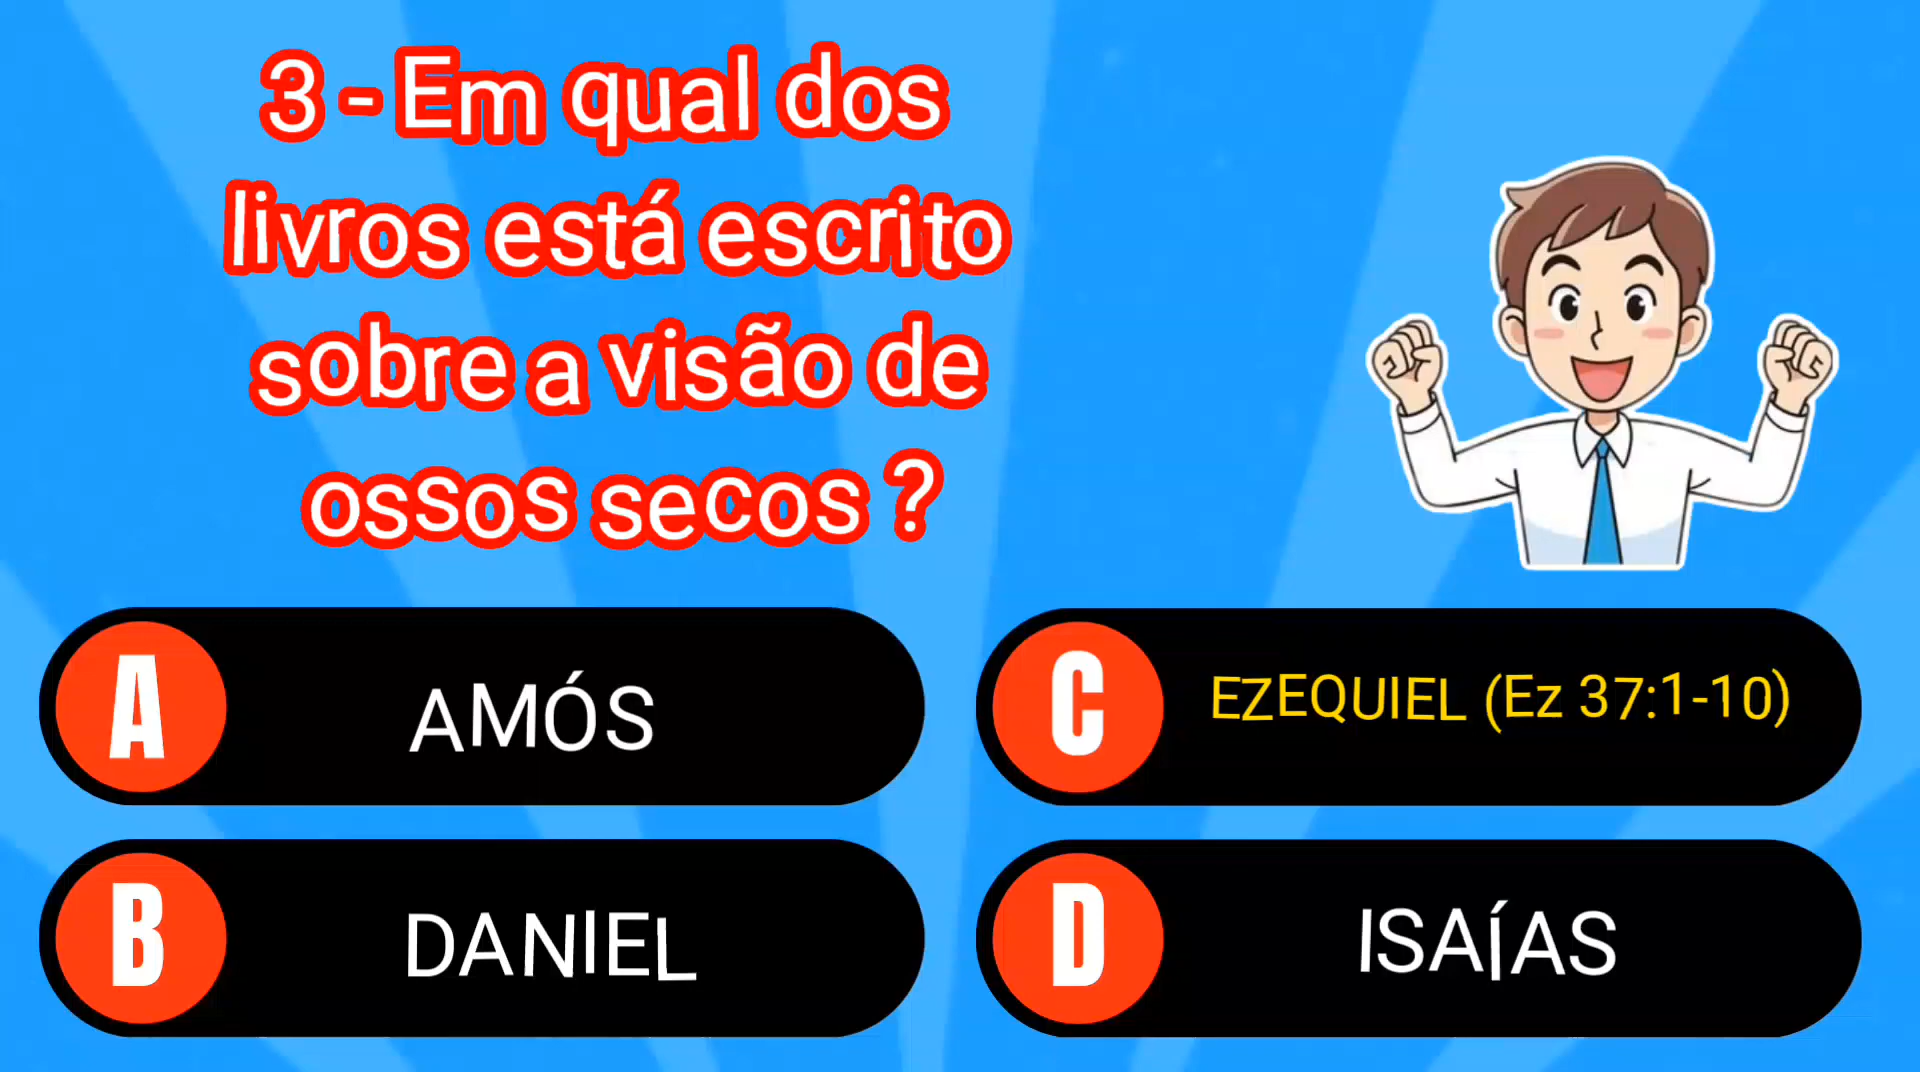 3 - Em qual dos
livros está escrito
sobre a visão de
ossos secos ?
A AMÓS
B DANIEL
C EZEQUIEL (Ez 37:1-10)
D ISAÍAS